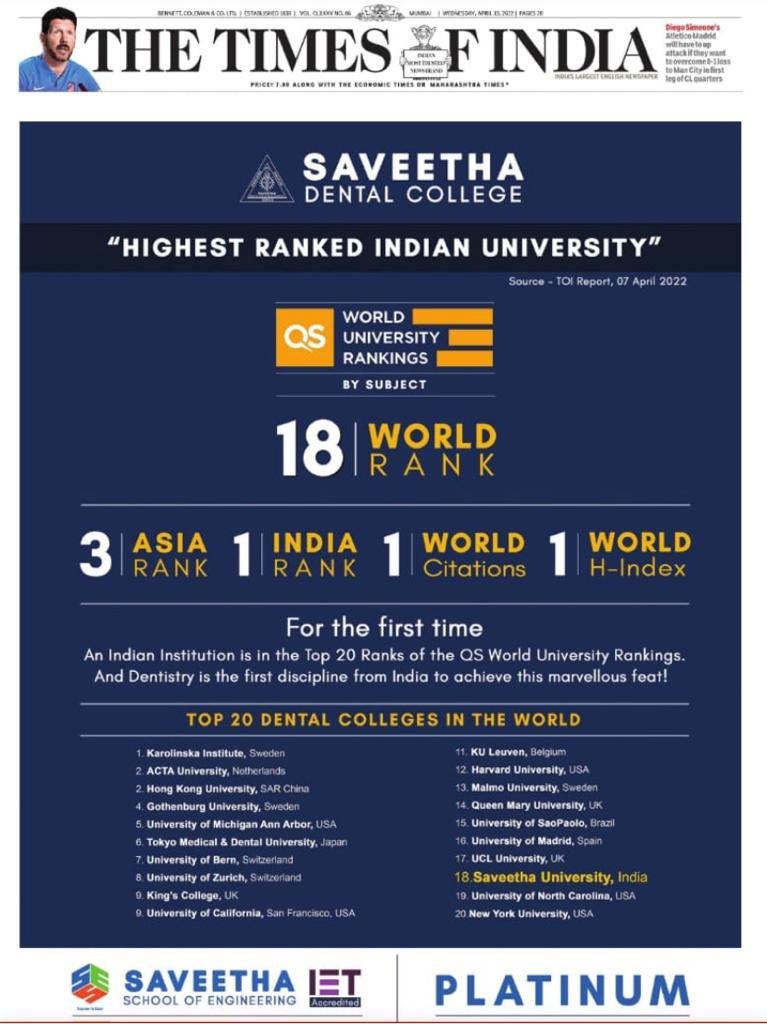 BENNETT, COLEMAN & CO. LTD. | ESTABLISHED 1838 | VOL. CLXXXV NO. 86 MUMBAI | WEDNESDAY, APRIL 13, 2022 | PAGES 28
THE TIMES OF INDIA
INDIA'S MOST TRUSTED NEWS BRAND
INDIA'S LARGEST ENGLISH NEWSPAPER
PRICE ₹ 7.00 ALONG WITH THE ECONOMIC TIMES OR MAHARASHTRA TIMES*
Diego Simeone's
Atletico Madrid
will have to up
attack if they want
to overcome 0-1 loss
to Man City in first
leg of CL quarters
SAVEETHA
DENTAL COLLEGE
“HIGHEST RANKED INDIAN UNIVERSITY”
Source - TOI Report, 07 April 2022
QS WORLD
UNIVERSITY
RANKINGS
BY SUBJECT
18 WORLD
RANK
3 ASIA
RANK
1 INDIA
RANK
1 WORLD
Citations
1 WORLD
H-Index
For the first time
An Indian Institution is in the Top 20 Ranks of the QS World University Rankings.
And Dentistry is the first discipline from India to achieve this marvellous feat!
TOP 20 DENTAL COLLEGES IN THE WORLD
1. Karolinska Institute, Sweden
2. ACTA University, Netherlands
2. Hong Kong University, SAR China
4. Gothenburg University, Sweden
5. University of Michigan Ann Arbor, USA
6. Tokyo Medical & Dental University, Japan
7. University of Bern, Switzerland
8. University of Zurich, Switzerland
9. King's College, UK
9. University of California, San Francisco, USA
11. KU Leuven, Belgium
12. Harvard University, USA
13. Malmo University, Sweden
14. Queen Mary University, UK
15. University of SaoPaolo, Brazil
16. University of Madrid, Spain
17. UCL University, UK
18.Saveetha University, India
19. University of North Carolina, USA
20.New York University, USA
SAVEETHA
SCHOOL OF ENGINEERING
IET
Accredited
PLATINUM